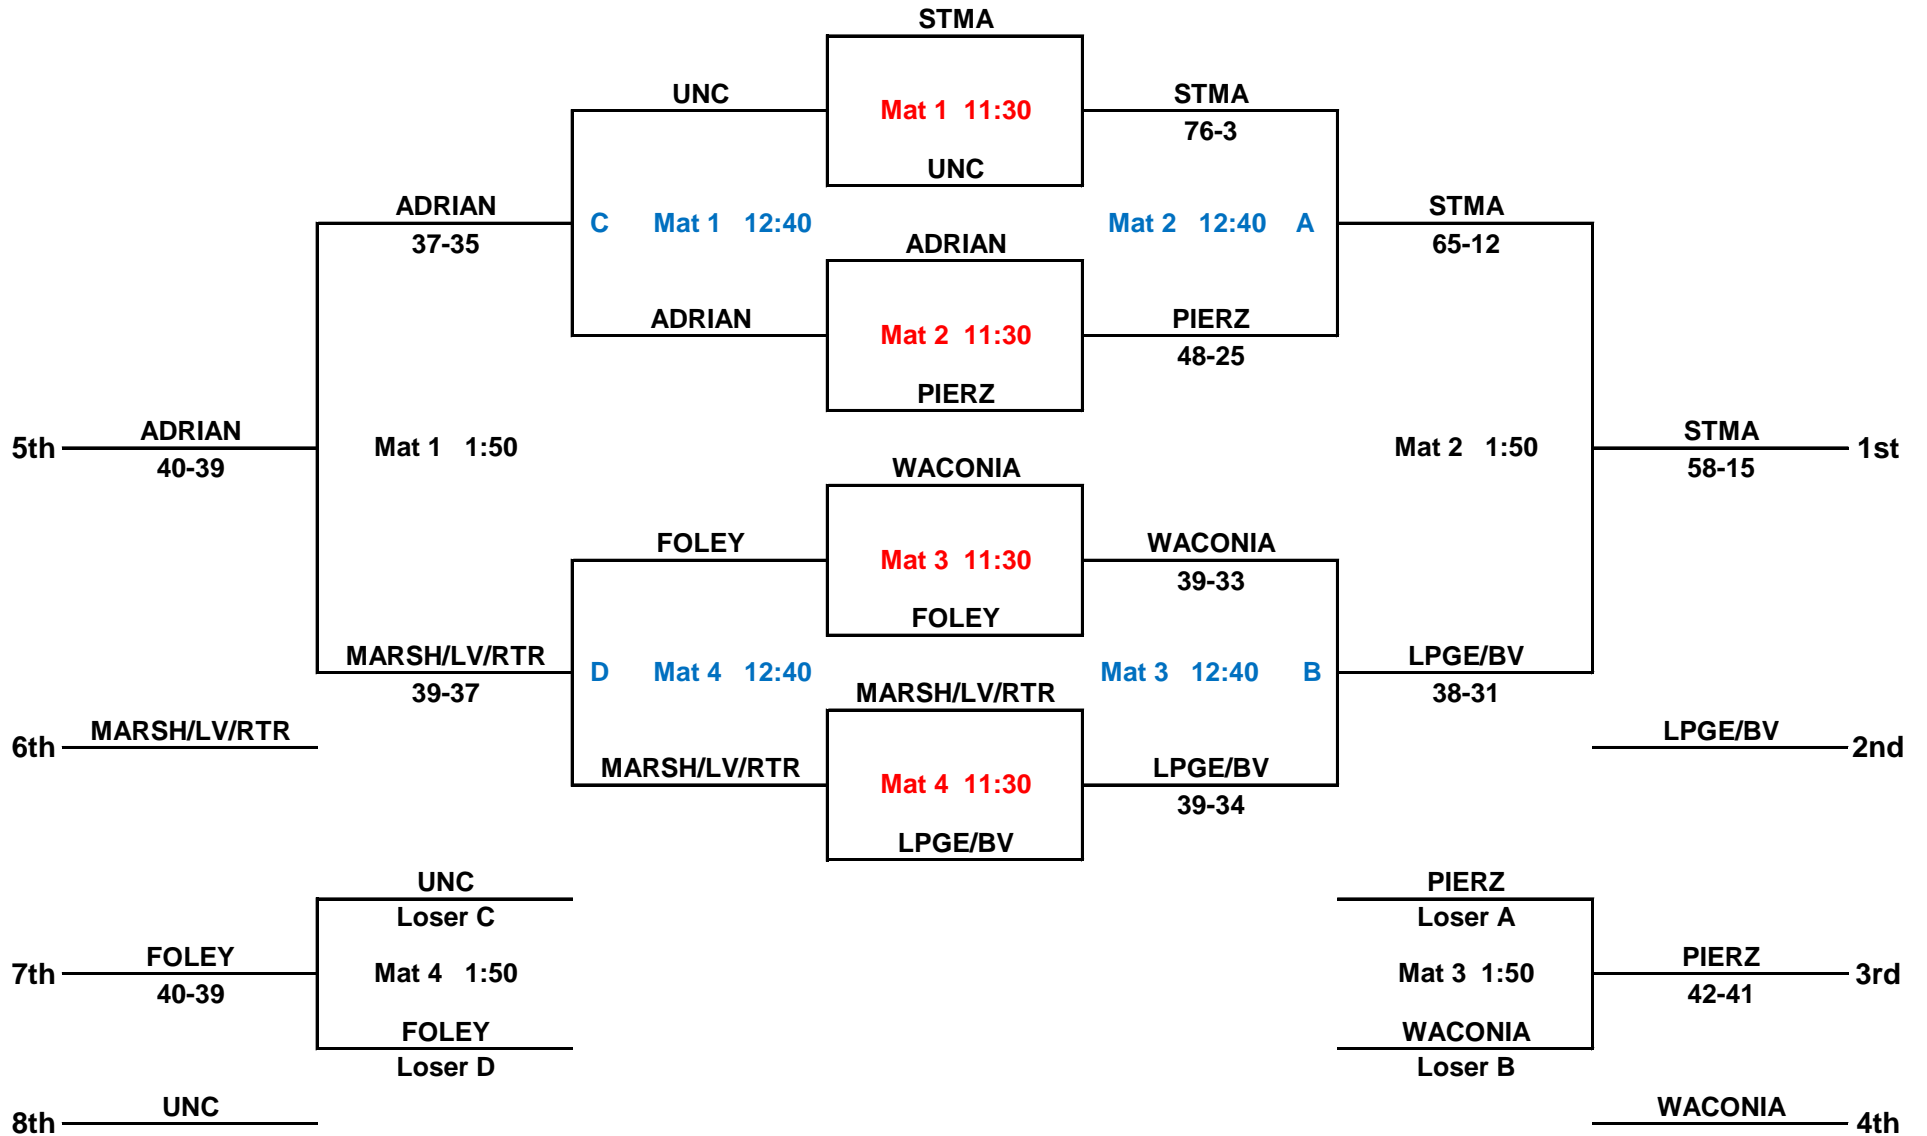 STMA
UNC
Mat 1 11:30
STMA
76-3
UNC
ADRIAN
37-35
C
Mat 1 12:40
Mat 2 12:40
A
STMA
65-12
ADRIAN
ADRIAN
Mat 2 11:30
PIERZ
48-25
PIERZ
5th
ADRIAN
40-39
Mat 1 1:50
Mat 2 1:50
STMA
58-15
1st
WACONIA
FOLEY
Mat 3 11:30
WACONIA
39-33
FOLEY
MARSH/LV/RTR
39-37
D
Mat 4 12:40
Mat 3 12:40
B
LPGE/BV
38-31
MARSH/LV/RTR
6th
MARSH/LV/RTR
LPGE/BV
2nd
MARSH/LV/RTR
Mat 4 11:30
LPGE/BV
39-34
LPGE/BV
UNC
Loser C
PIERZ
Loser A
7th
FOLEY
40-39
Mat 4 1:50
Mat 3 1:50
PIERZ
42-41
3rd
FOLEY
Loser D
WACONIA
Loser B
8th
UNC
WACONIA
4th